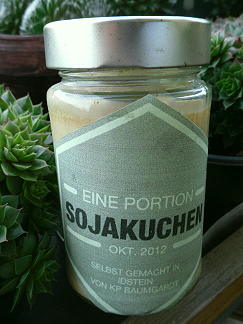 EINE PORTION
SOJAKUCHEN
OKT. 2012
SELBST GEMACHT IN
IDSTEIN
VON KP BAUMGARDT